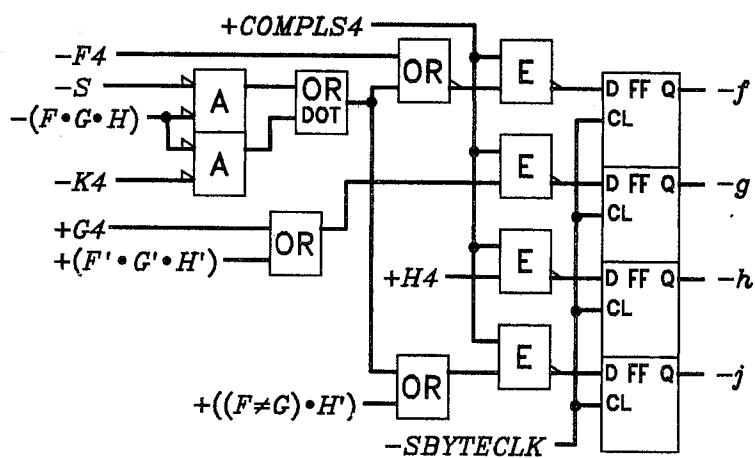 +COMPLS4
-F4
OR
E
-S
A
OR
DOT
D FF Q
-f
-(F•G•H)
CL
A
-K4
E
D FF Q
-g
+G4
CL
OR
+(F'•G'•H')
E
+H4
D FF Q
-h
CL
E
OR
D FF Q
-j
+((F≠G)•H')
CL
-SBYTECLK